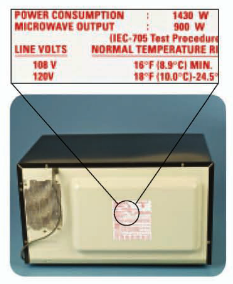 POWER CONSUMPTION : 1430 W
MICROWAVE OUTPUT : 900 W
(IEC-705 Test Procedure
LINE VOLTS NORMAL TEMPERATURE RI
108 V 16°F (8.9°C) MIN.
120V 18°F (10.0°C)-24.5°